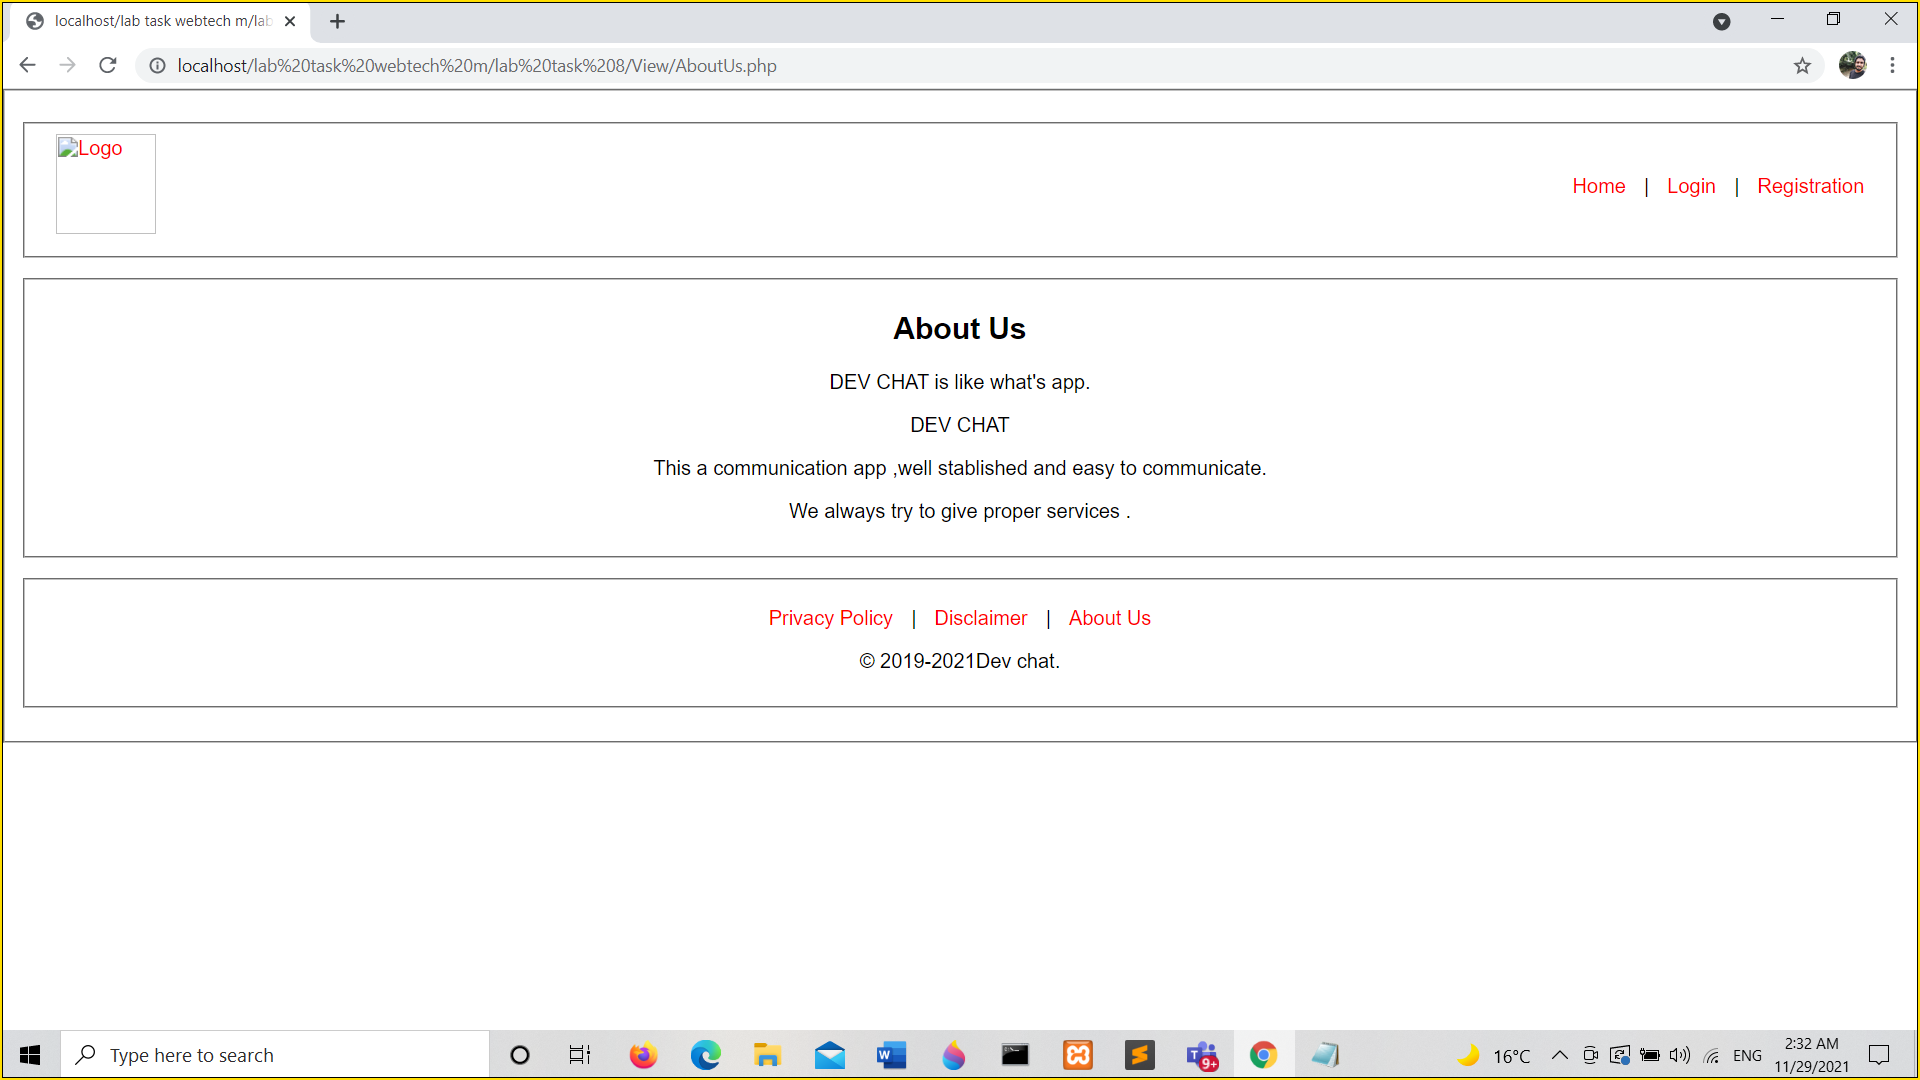 localhost/lab task webtech m/lab
localhost/lab%20task%20webtech%20m/lab%20task%208/View/AboutUs.php
Logo
Home | Login | Registration
About Us
DEV CHAT is like what's app.
DEV CHAT
This a communication app ,well stablished and easy to communicate.
We always try to give proper services .
Privacy Policy | Disclaimer | About Us
© 2019-2021Dev chat.
Type here to search
9+
16°C
ENG
2:32 AM
11/29/2021